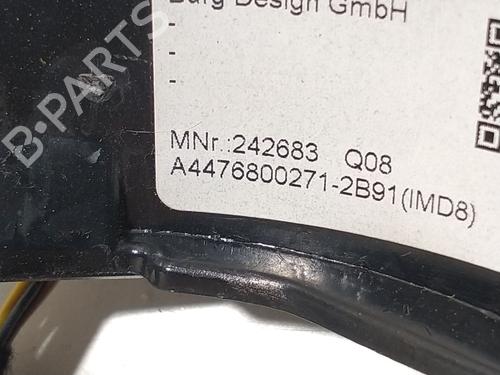 Burg Design GmbH
-
-
-
MNr.:242683 Q08
A4476800271-2B91(IMD8)
B-PARTS